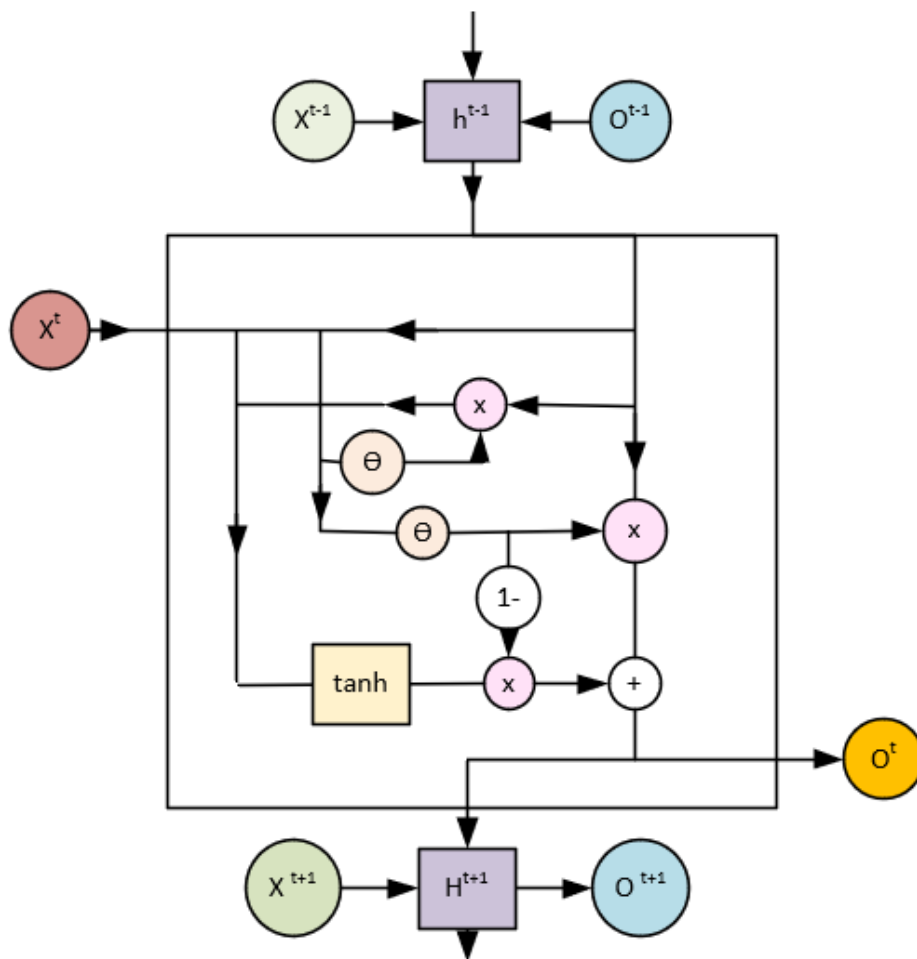 X^t-1
h^t-1
O^t-1
X^t
x
Θ
Θ
x
1-
tanh
x
+
O^t
X^t+1
H^t+1
O^t+1